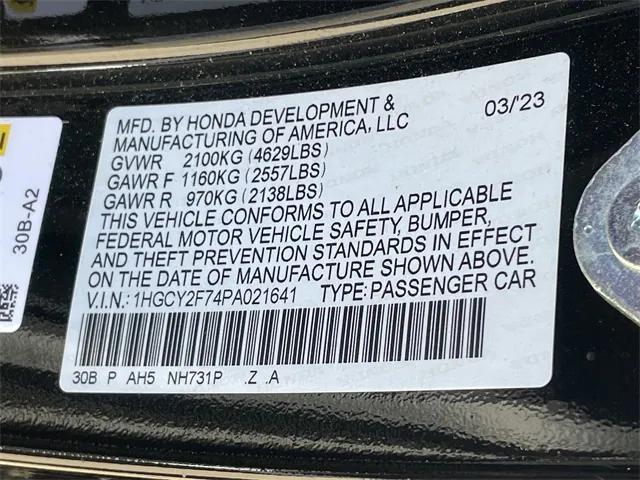 MFD. BY HONDA DEVELOPMENT &
MANUFACTURING OF AMERICA, LLC
03/'23
GVWR 2100KG (4629LBS)
GAWR F 1160KG (2557LBS)
GAWR R 970KG (2138LBS)
THIS VEHICLE CONFORMS TO ALL APPLICABLE
FEDERAL MOTOR VEHICLE SAFETY, BUMPER,
AND THEFT PREVENTION STANDARDS IN EFFECT
ON THE DATE OF MANUFACTURE SHOWN ABOVE.
V.I.N.: 1HGCY2F74PA021641 TYPE: PASSENGER CAR
30B P AH5 NH731P .Z .A
30B-A2